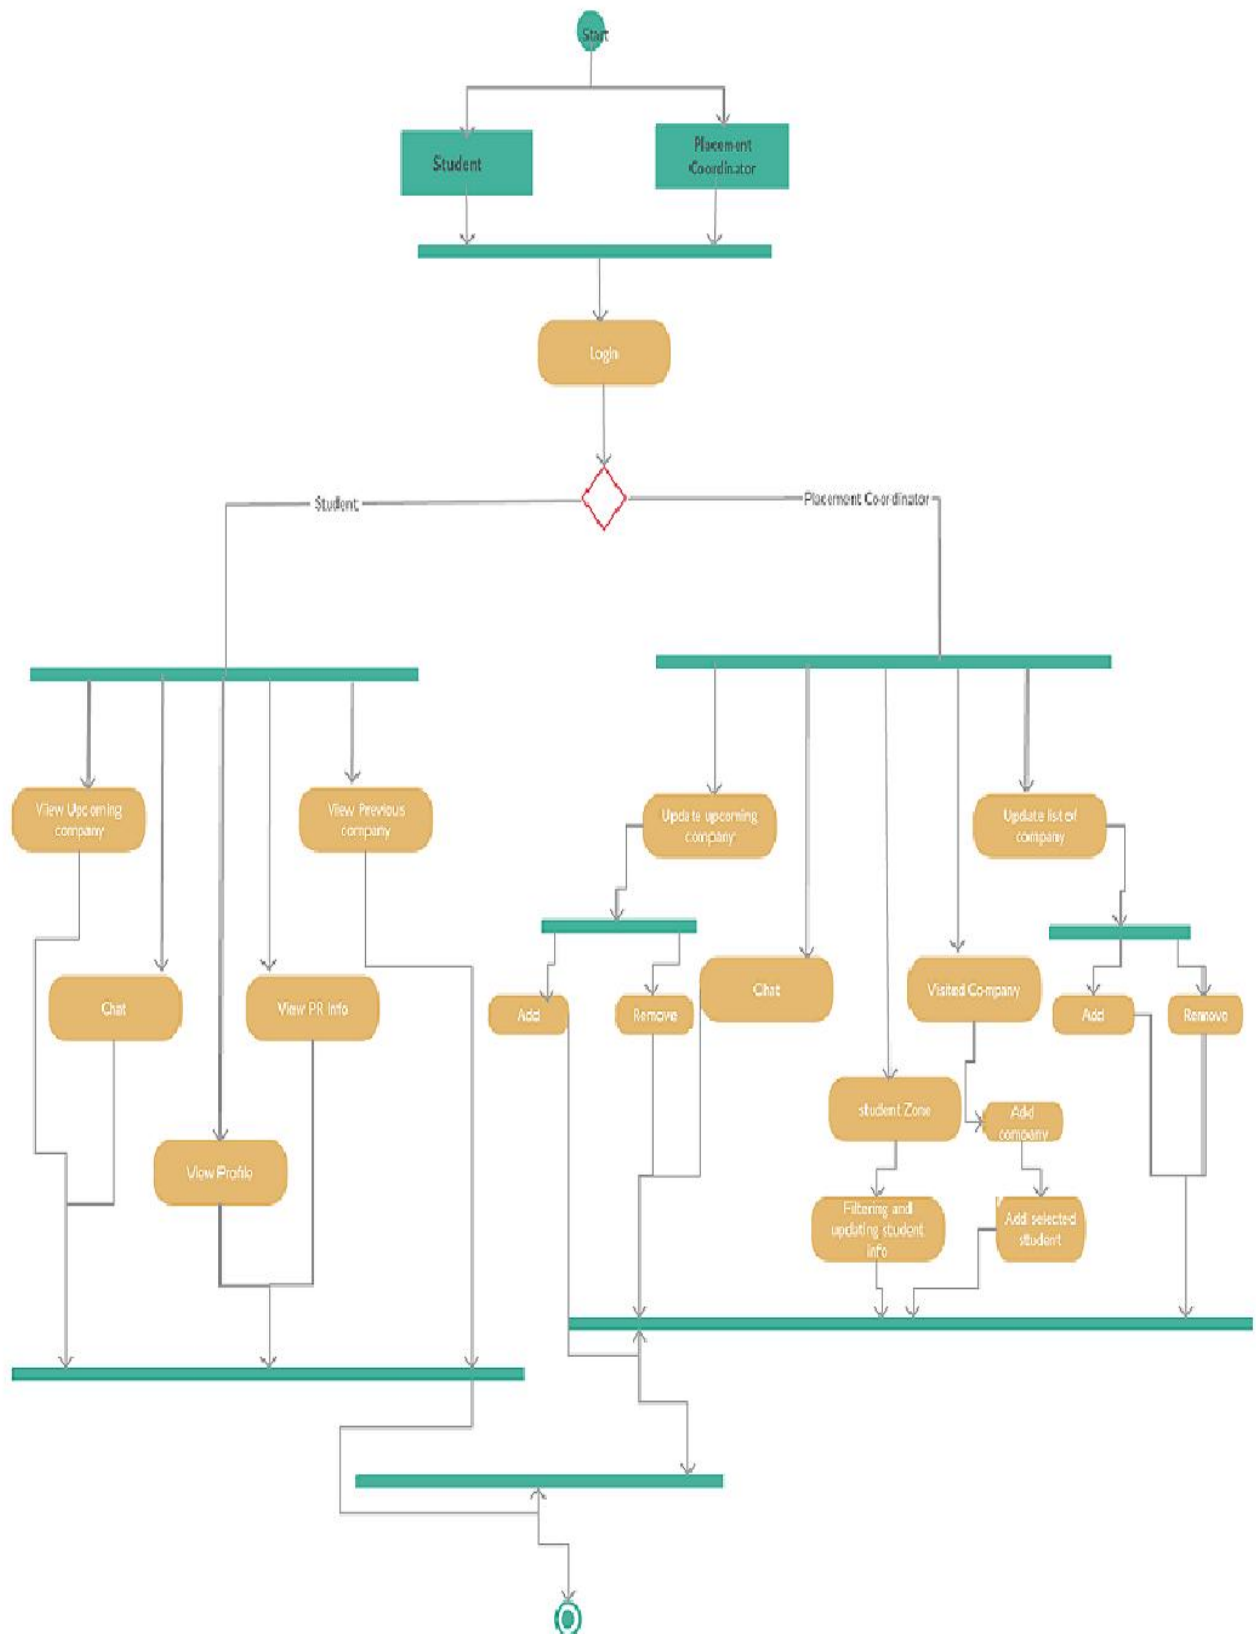 Start
Student
Placement
Coordinator
Login
Student
Placement Coordinator
View Upcoming
company
View Previous
company
Update upcoming
company
Update list of
company
Chat
View PR Info
Add
Remove
Chat
Visited Company
Add
Remove
View Profile
student Zone
Add
company
Filtering and
updating student
info
Add selected
student